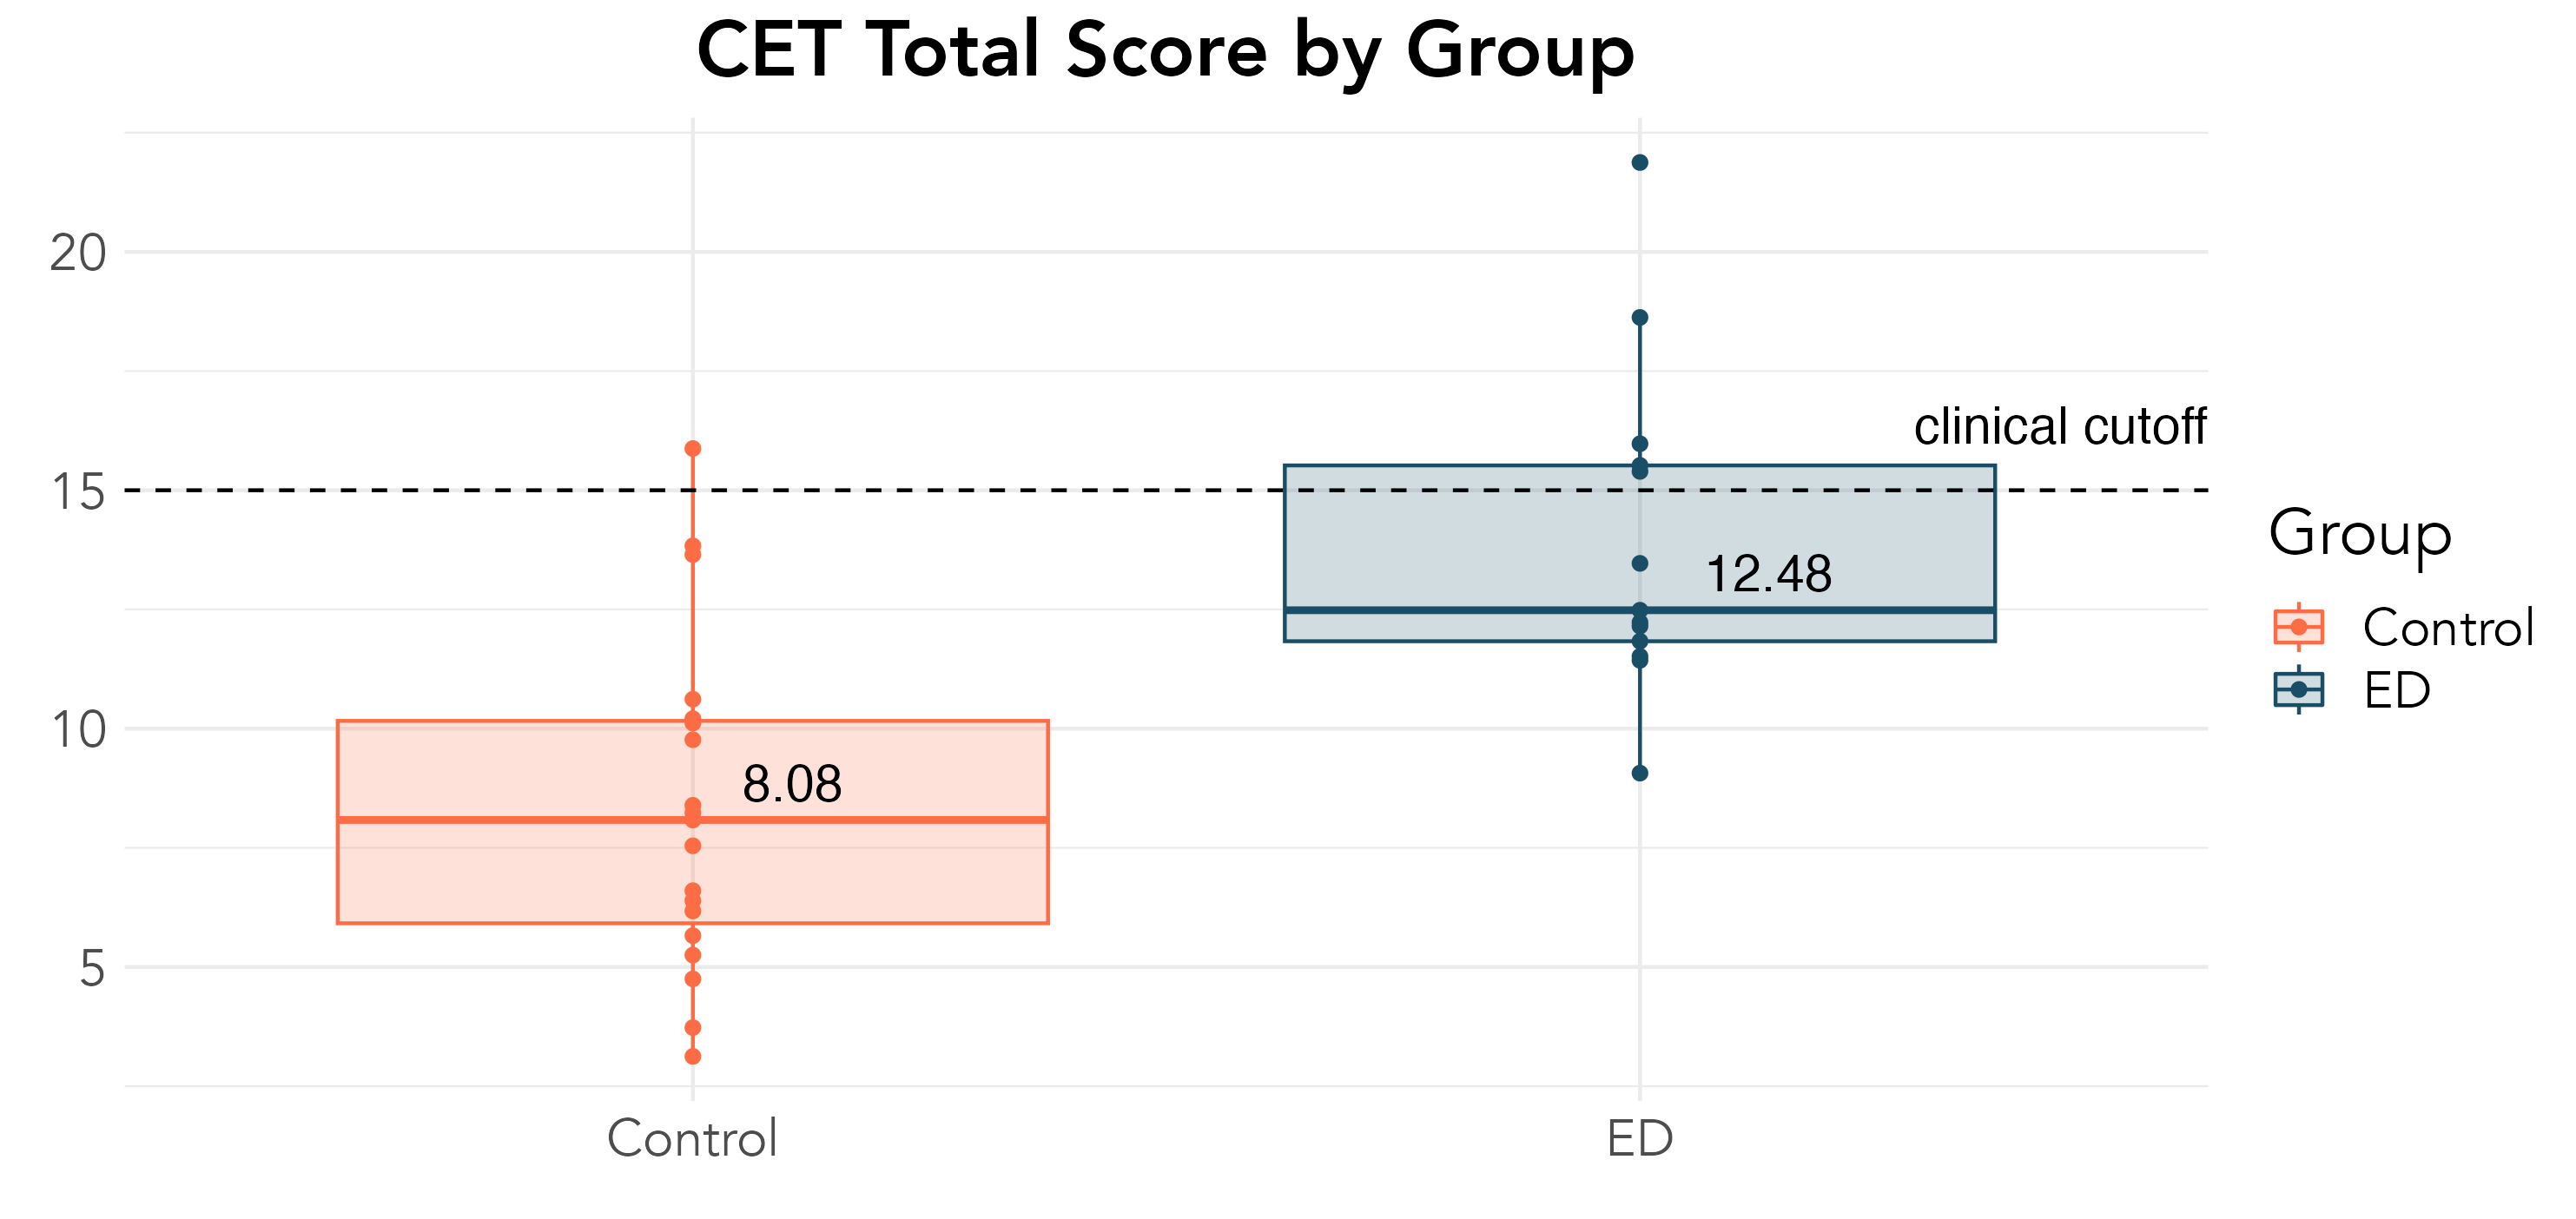 CET Total Score by Group
20
15
10
5
clinical cutoff
12.48
8.08
Control
ED
Group
Control
ED